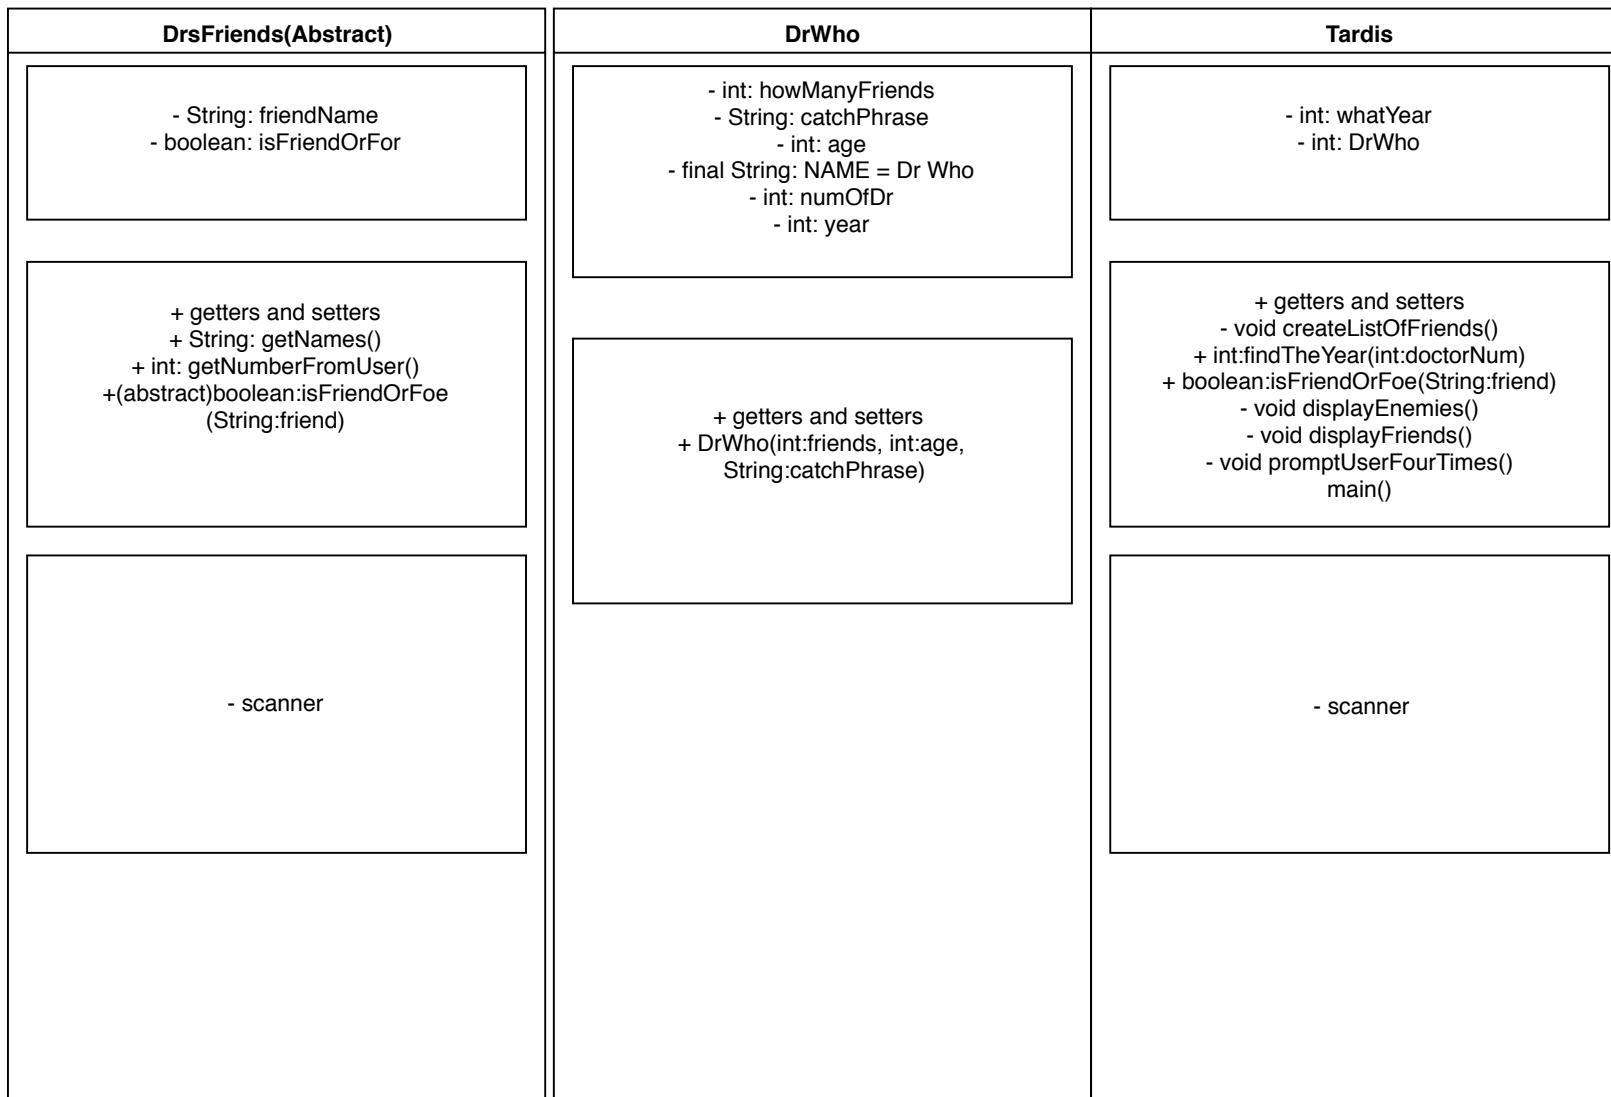 DrsFriends(Abstract)
- String: friendName
- boolean: isFriendOrFor
+ getters and setters
+ String: getNames()
+ int: getNumberFromUser()
+(abstract)boolean:isFriendOrFoe
(String:friend)
- scanner
DrWho
- int: howManyFriends
- String: catchPhrase
- int: age
- final String: NAME = Dr Who
- int: numOfDr
- int: year
+ getters and setters
+ DrWho(int:friends, int:age,
String:catchPhrase)
Tardis
- int: whatYear
- int: DrWho
+ getters and setters
- void createListOfFriends()
+ int:findTheYear(int:doctorNum)
+ boolean:isFriendOrFoe(String:friend)
- void displayEnemies()
- void displayFriends()
- void promptUserFourTimes()
main()
- scanner